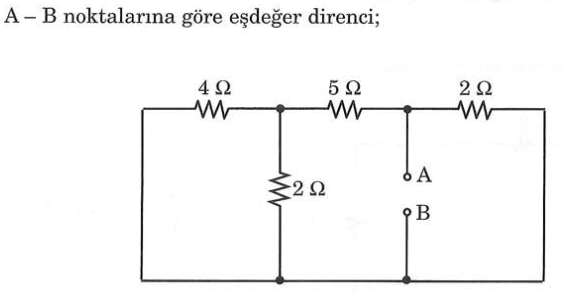 A – B noktalarına göre eşdeğer direnci;
4 Ω 5 Ω 2 Ω
2 Ω
A
B